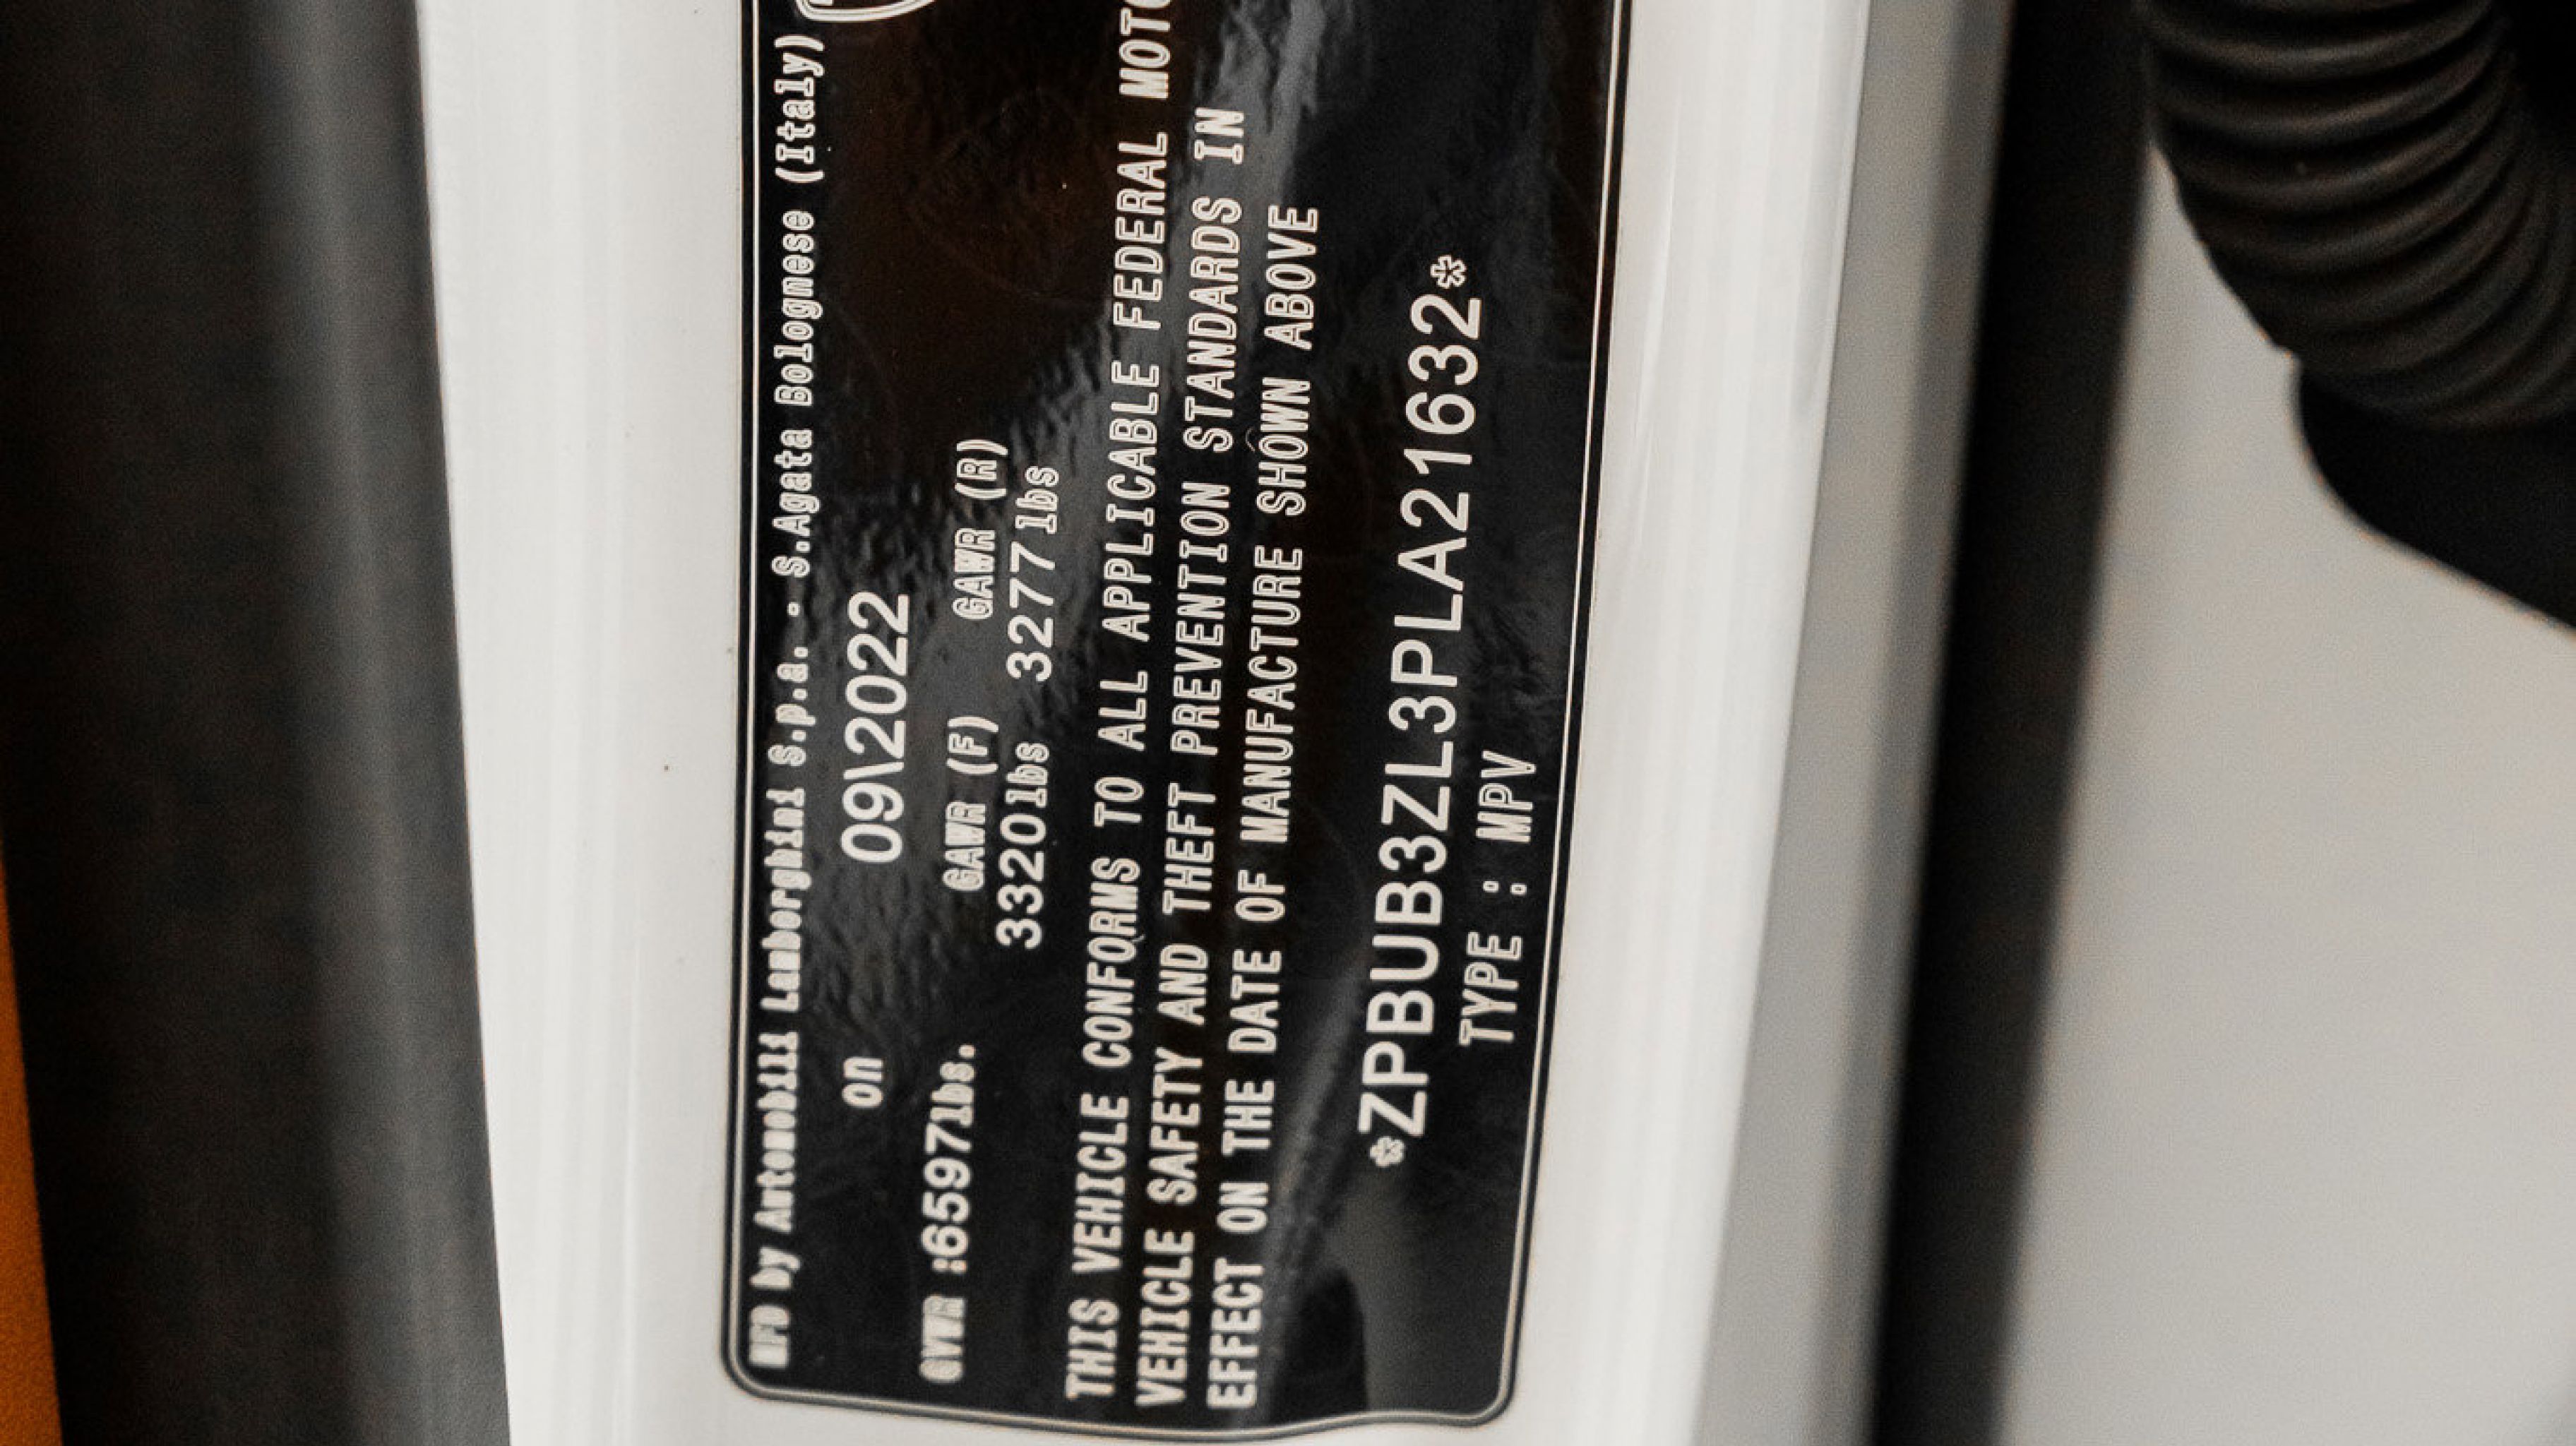 MFD by Automobili Lamborghini S.p.a. - S.Agata Bolognese (Italy)
on 09\2022
GAWR (F) GAWR (R)
GVWR :6597lbs. 3320lbs 3277lbs
THIS VEHICLE CONFORMS TO ALL APPLICABLE FEDERAL MOTO
VEHICLE SAFETY AND THEFT PREVENTION STANDARDS IN
EFFECT ON THE DATE OF MANUFACTURE SHOWN ABOVE
*ZPBUB3ZL3PLA21632*
TYPE : MPV